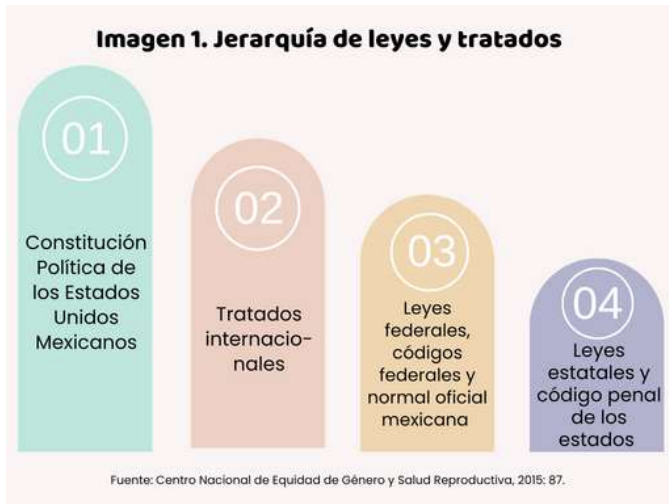 Imagen 1. Jerarquía de leyes y tratados
01
Constitución
Política de
los Estados
Unidos
Mexicanos
02
Tratados
internacio-
nales
03
Leyes
federales,
códigos
federales y
normal oficial
mexicana
04
Leyes
estatales y
código penal
de los
estados
Fuente: Centro Nacional de Equidad de Género y Salud Reproductiva, 2015: 87.